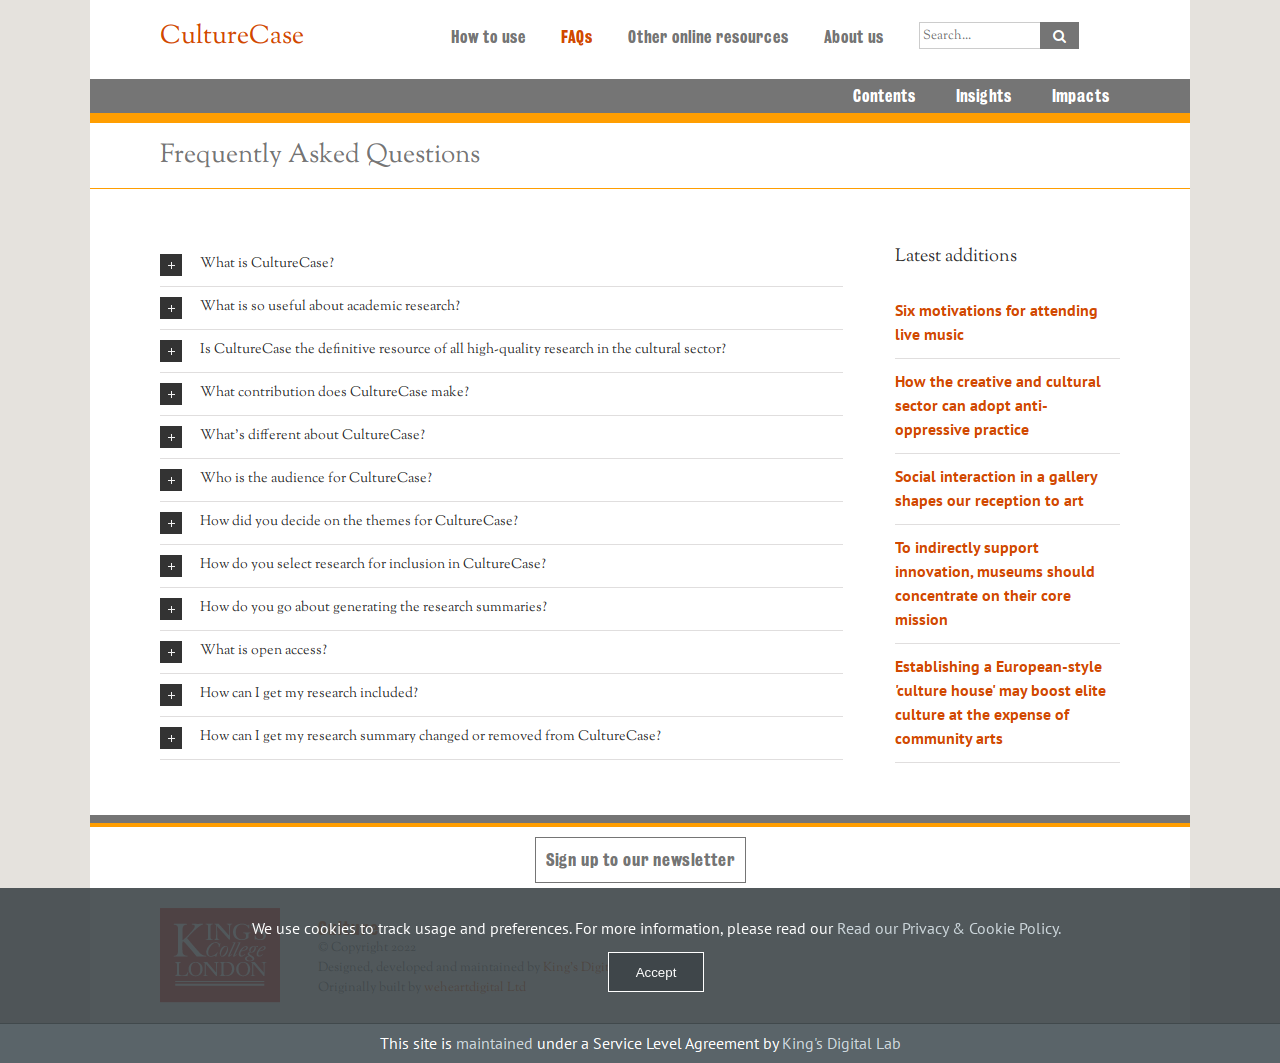 CultureCase
How to use
FAQs
Other online resources
About us
Search...
Contents
Insights
Impacts
Frequently Asked Questions
What is CultureCase?
What is so useful about academic research?
Is CultureCase the definitive resource of all high-quality research in the cultural sector?
What contribution does CultureCase make?
What's different about CultureCase?
Who is the audience for CultureCase?
How did you decide on the themes for CultureCase?
How do you select research for inclusion in CultureCase?
How do you go about generating the research summaries?
What is open access?
How can I get my research included?
How can I get my research summary changed or removed from CultureCase?
Latest additions
Six motivations for attending
live music
How the creative and cultural
sector can adopt anti-
oppressive practice
Social interaction in a gallery
shapes our reception to art
To indirectly support
innovation, museums should
concentrate on their core
mission
Establishing a European-style
'culture house' may boost elite
culture at the expense of
community arts
Sign up to our newsletter
KING'S
College
LONDON
We use cookies to track usage and preferences. For more information, please read our Read our Privacy & Cookie Policy.
© Copyright 2022
Designed, developed and maintained by King's
Originally built by weheartdigital Ltd
Accept
This site is maintained under a Service Level Agreement by King's Digital Lab